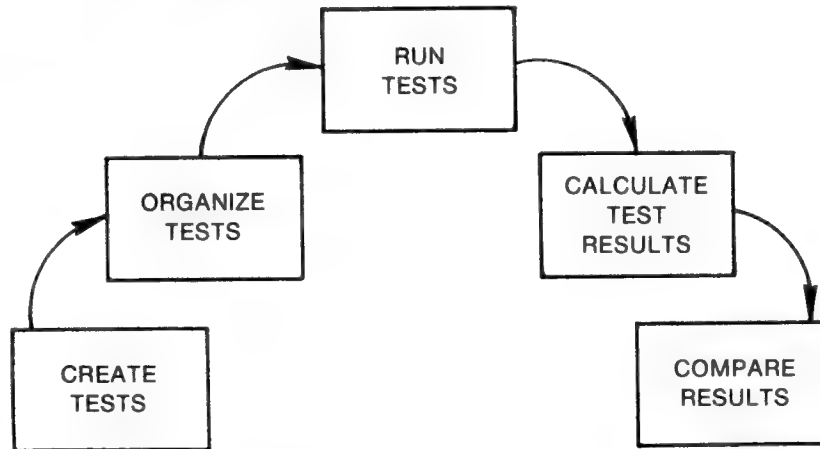 RUN
TESTS
ORGANIZE
TESTS
CALCULATE
TEST
RESULTS
CREATE
TESTS
COMPARE
RESULTS